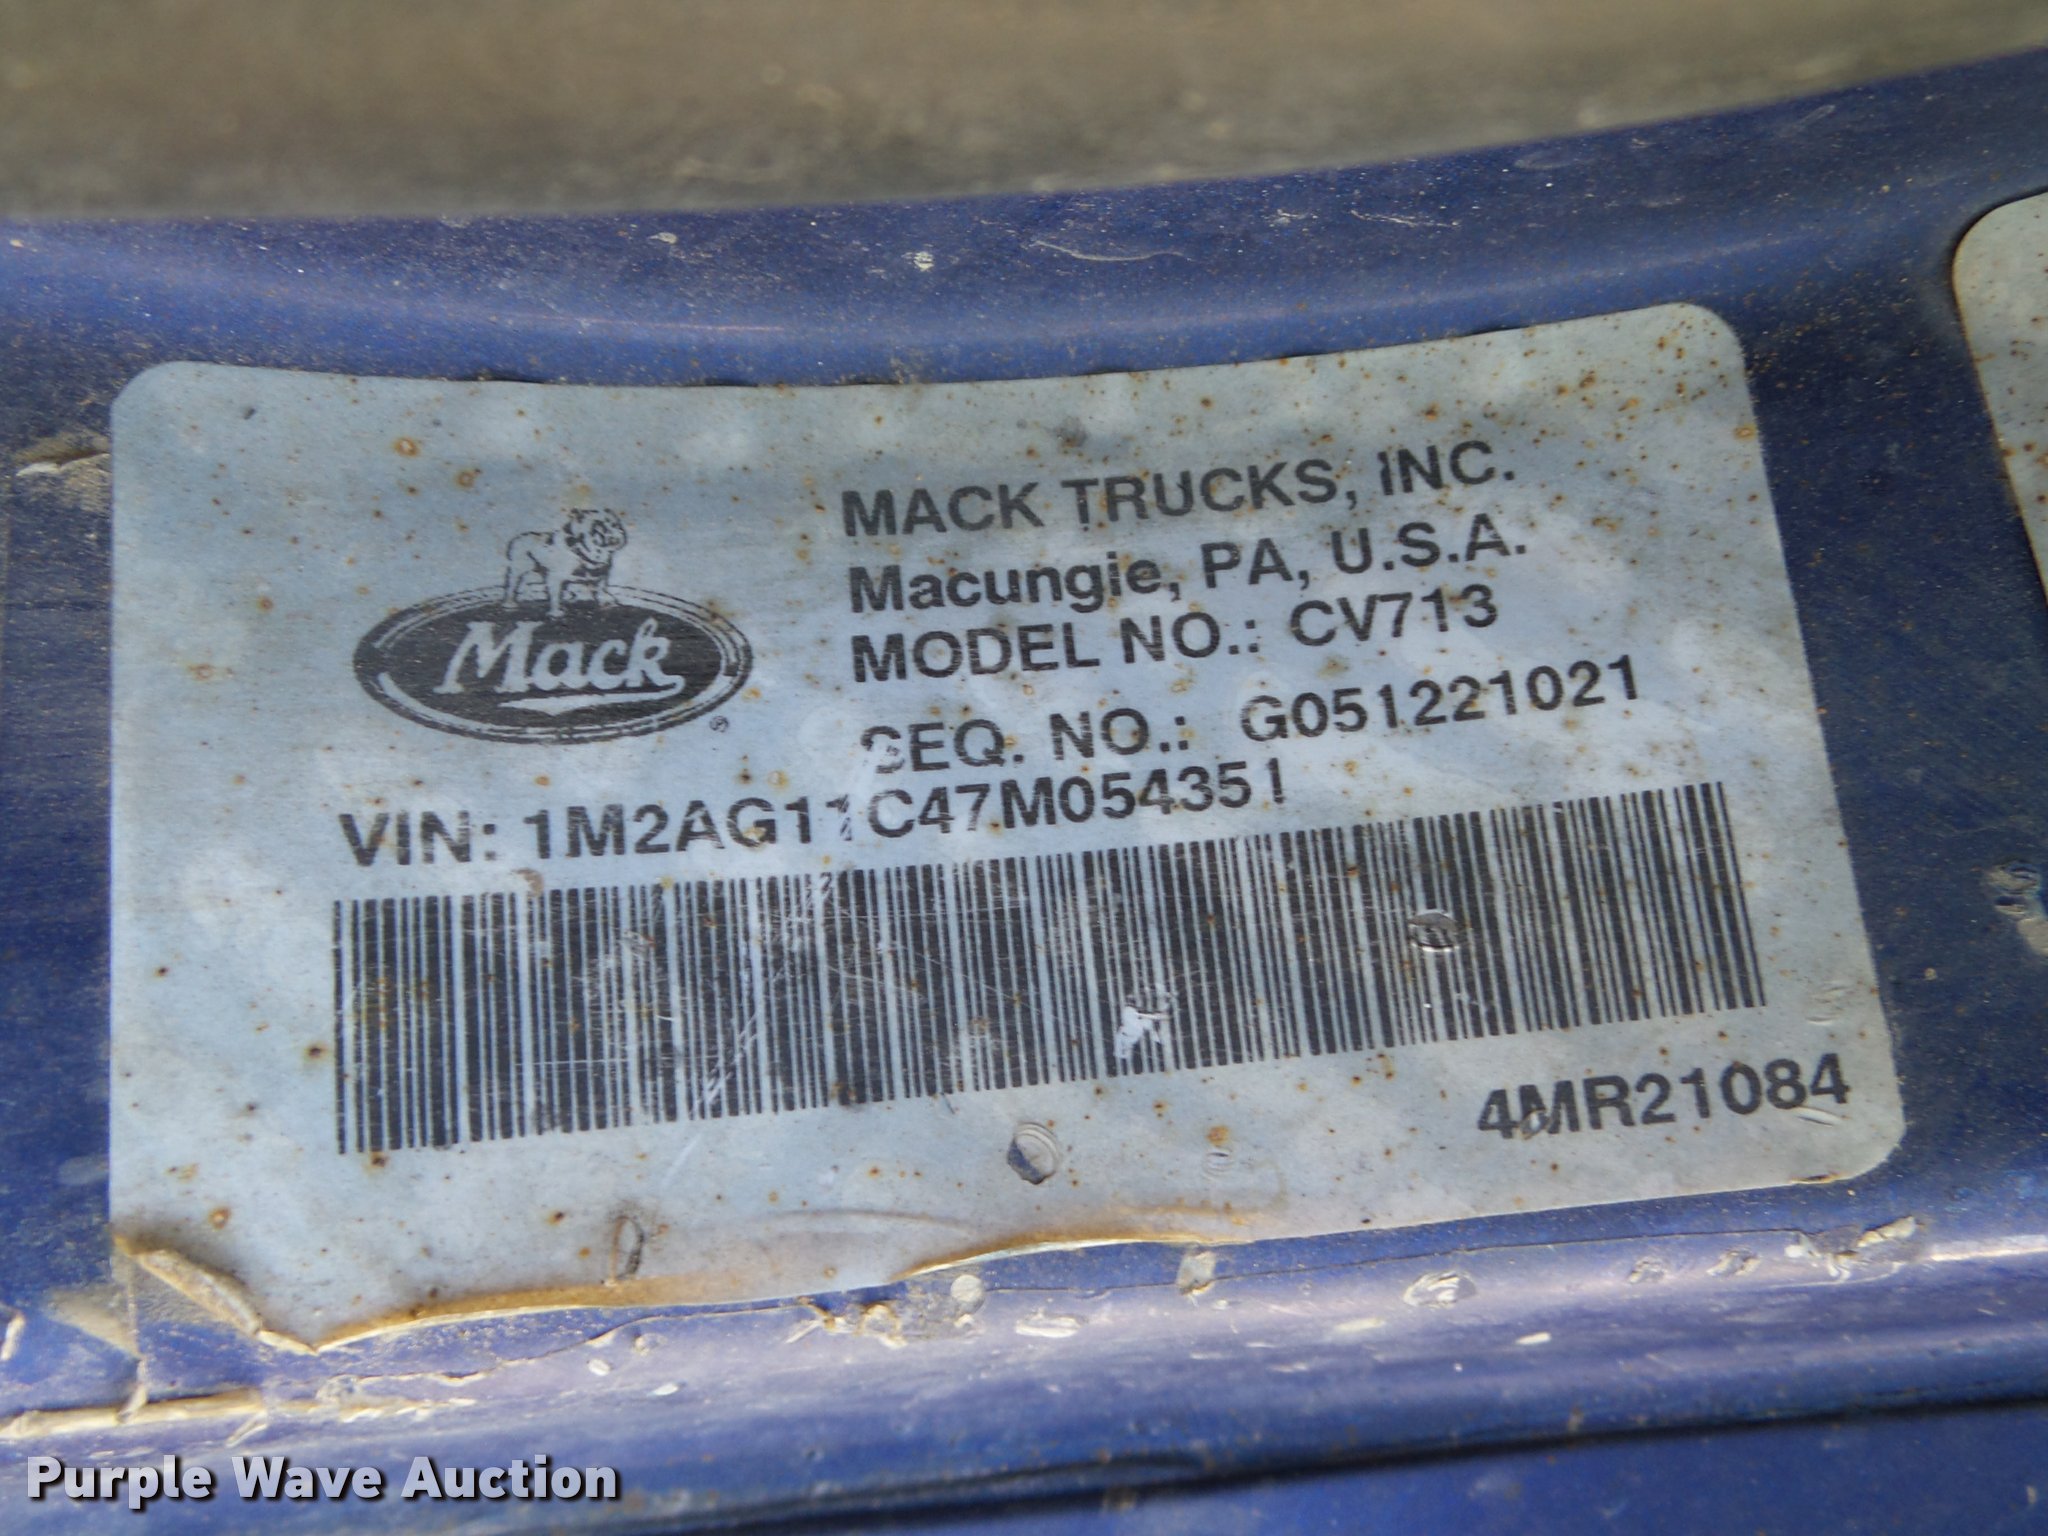 Mack
MACK TRUCKS, INC.
Macungie, PA, U.S.A.
MODEL NO.: CV713
SEQ. NO.: G051221021
VIN: 1M2AG11C47M054351
4MR21084
Purple Wave Auction